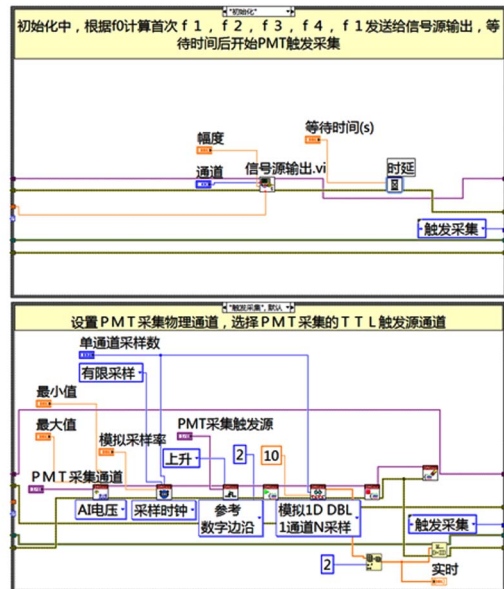 "初始化"
初始化中，根据f0计算首次 f 1 ， f 2 ， f 3 ， f 4 ， f 1 发送给信号源输出，等
待时间后开始PMT触发采集
等待时间(s)
幅度
通道
信号源输出.vi
时延
触发采集
"触发采集", 默认
设置ＰＭＴ采集物理通道，选择ＰＭＴ采集的ＴＴＬ触发源通道
单通道采样数
有限采样
最小值
最大值
模拟采样率
PMT采集触发源
上升
2
10
ＰＭＴ采集通道
AI电压
采样时钟
参考
数字边沿
模拟1D DBL
1通道N采样
触发采集
2
实时